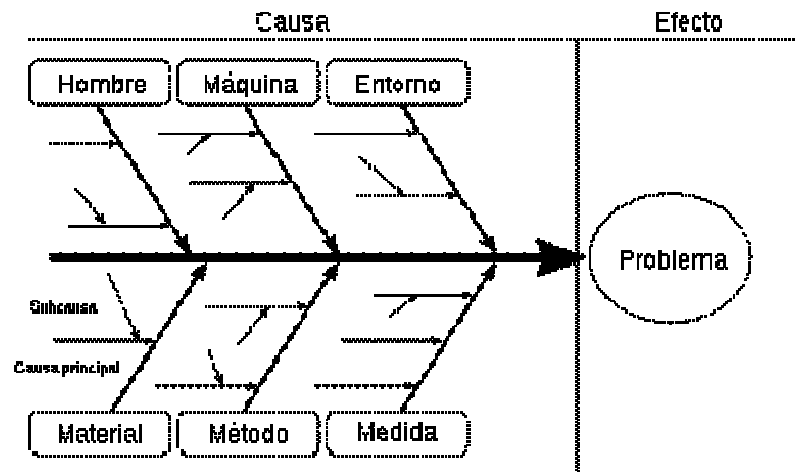 Causa
Efecto
Hombre
Máquina
Entorno
Problema
Subcausa
Causa principal
Material
Método
Medida